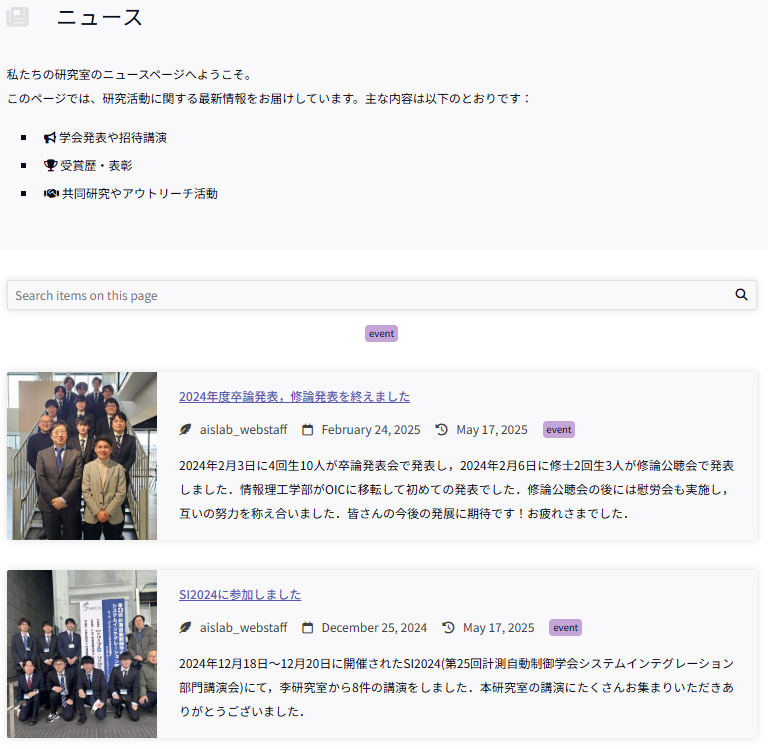 ニュース
私たちの研究室のニュースページへようこそ。
このページでは、研究活動に関する最新情報をお届けしています。主な内容は以下のとおりです：
学会発表や招待講演
受賞歴・表彰
共同研究やアウトリーチ活動
Search items on this page
event
2024年度卒論発表，修論発表を終えました
aislab_webstaff February 24, 2025 May 17, 2025 event
2024年2月3日に4回生10人が卒論発表会で発表し，2024年2月6日に修士2回生3人が修論公聴会で発表
しました．情報理工学部がOICに移転して初めての発表でした．修論公聴会の後には慰労会も実施し，
互いの努力を称え合いました．皆さんの今後の発展に期待です！お疲れさまでした．
SI2024に参加しました
aislab_webstaff December 25, 2024 May 17, 2025 event
2024年12月18日～12月20日に開催されたSI2024(第25回計測自動制御学会システムインテグレーション
部門講演会)にて，李研究室から8件の講演をしました．本研究室の講演にたくさんお集まりいただきあ
りがとうございました．